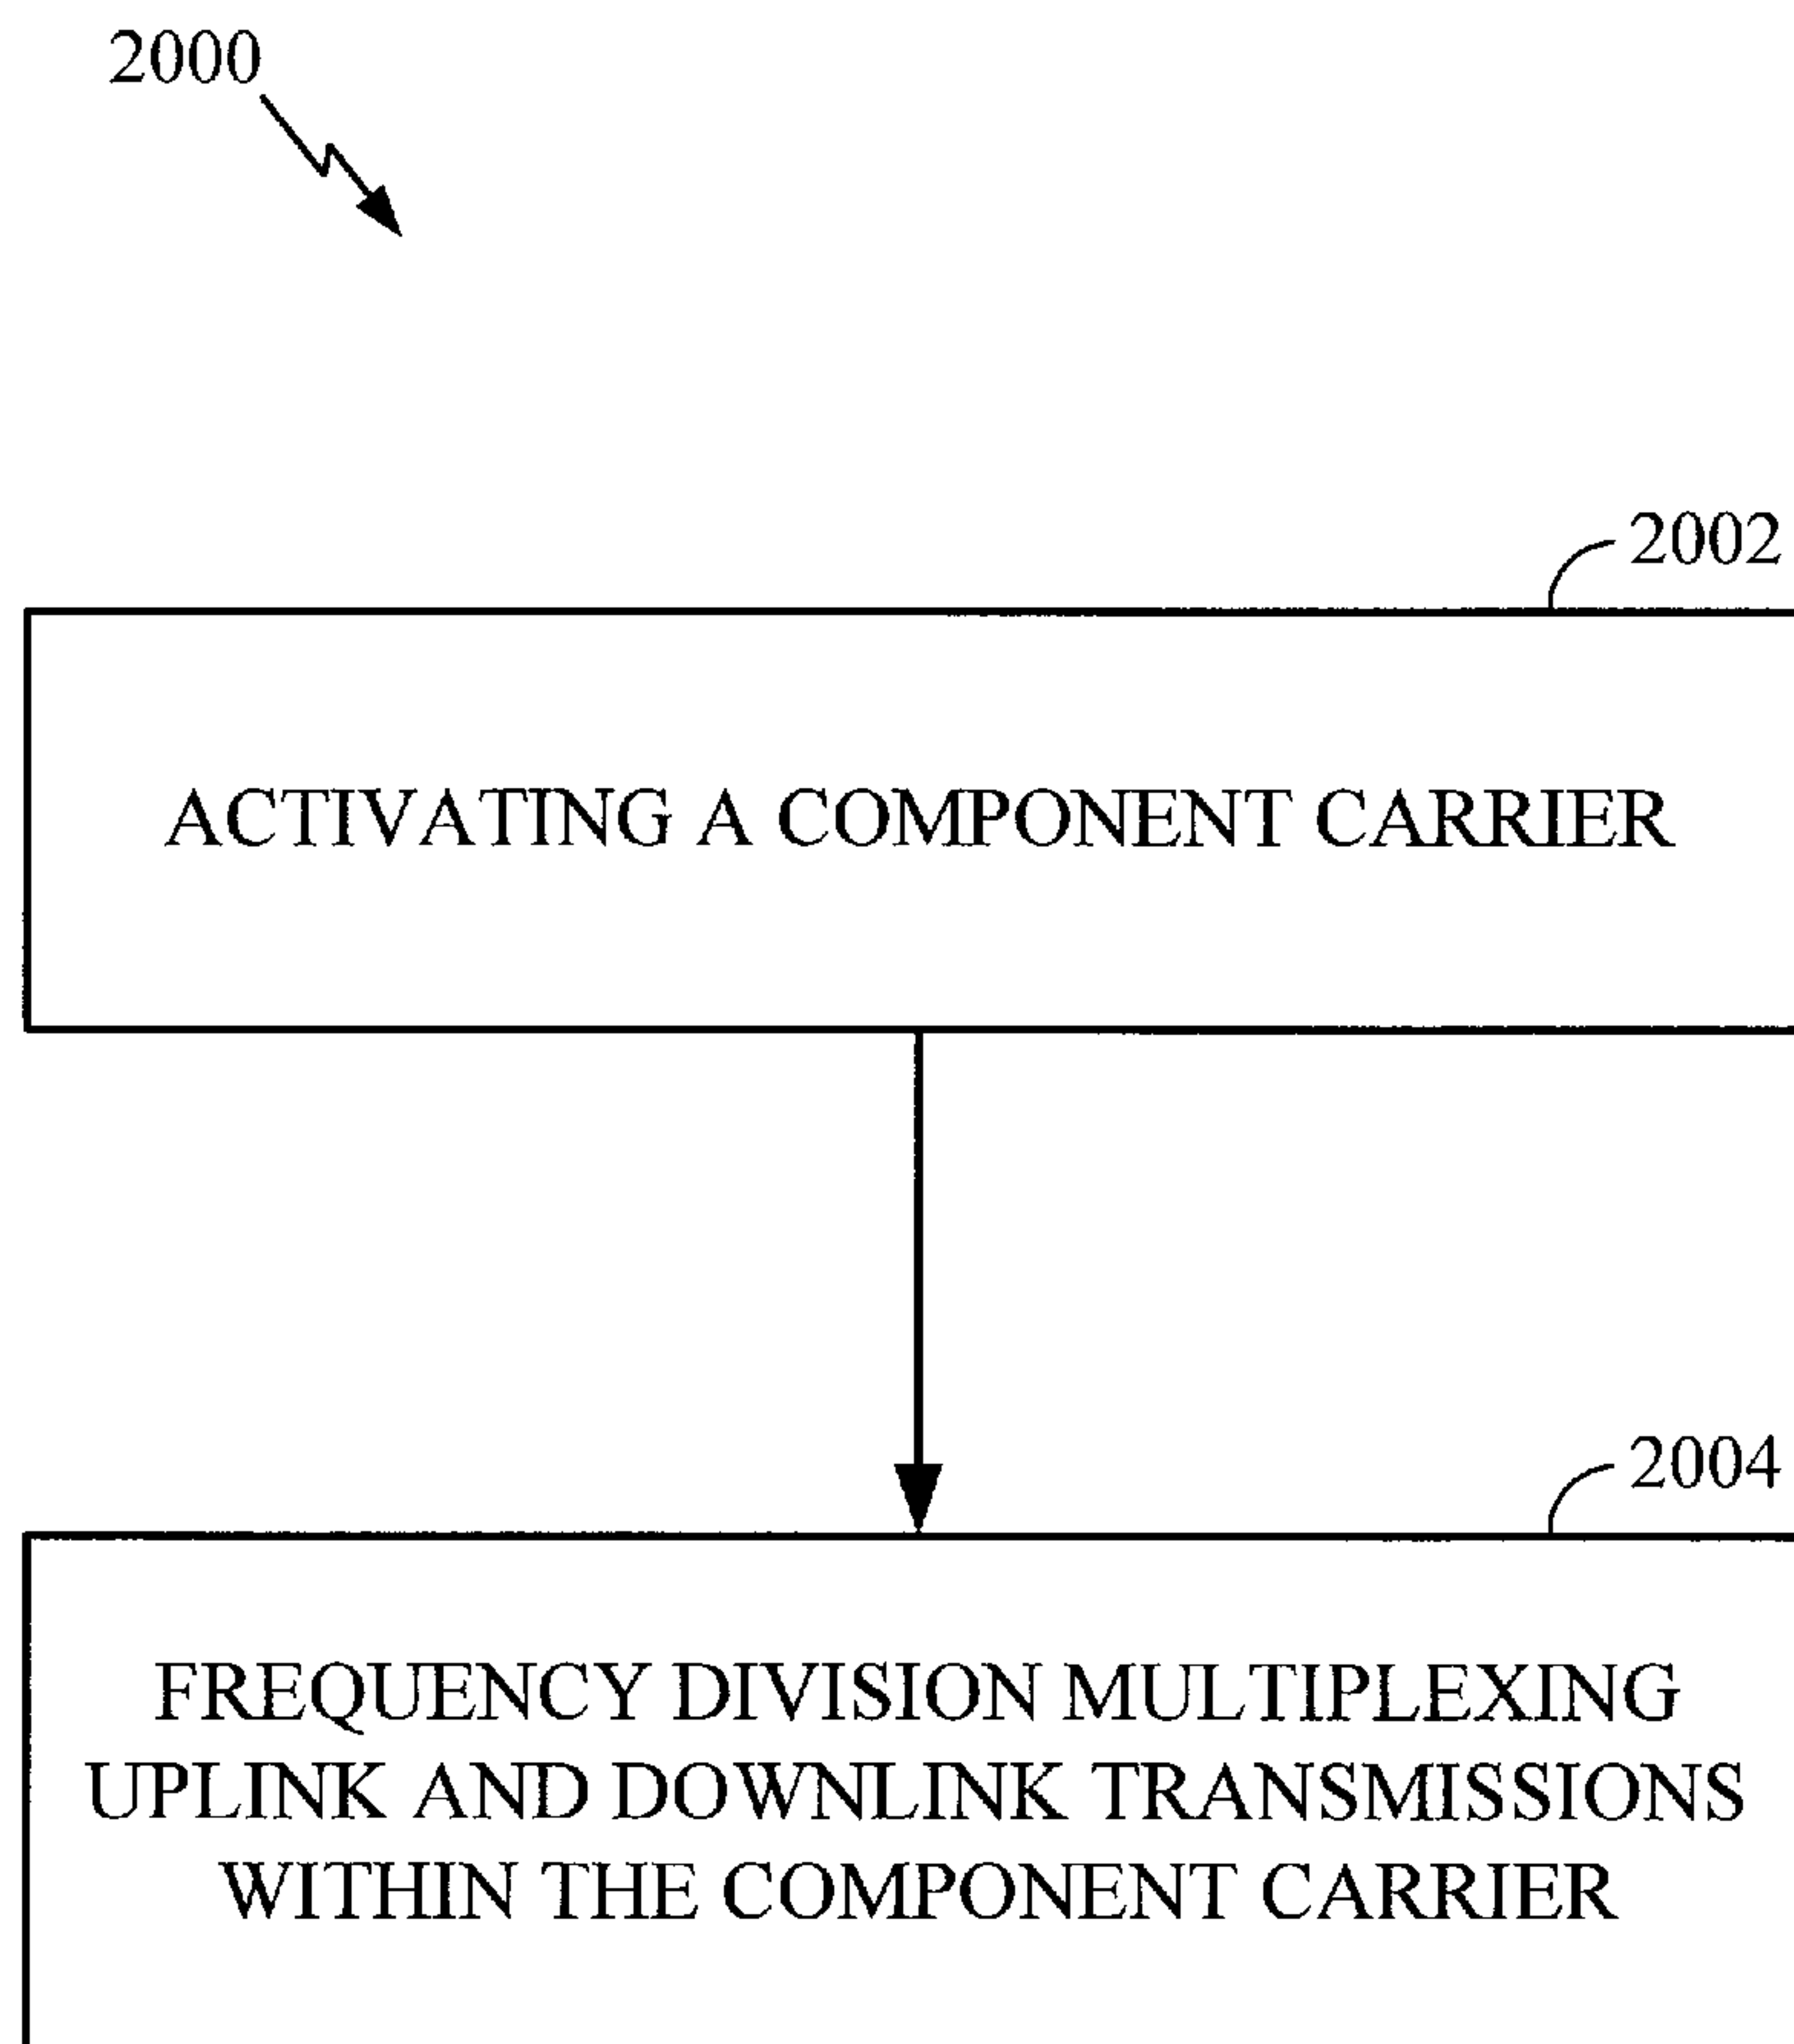 2000
2002
ACTIVATING A COMPONENT CARRIER
2004
FREQUENCY DIVISION MULTIPLEXING
UPLINK AND DOWNLINK TRANSMISSIONS
WITHIN THE COMPONENT CARRIER